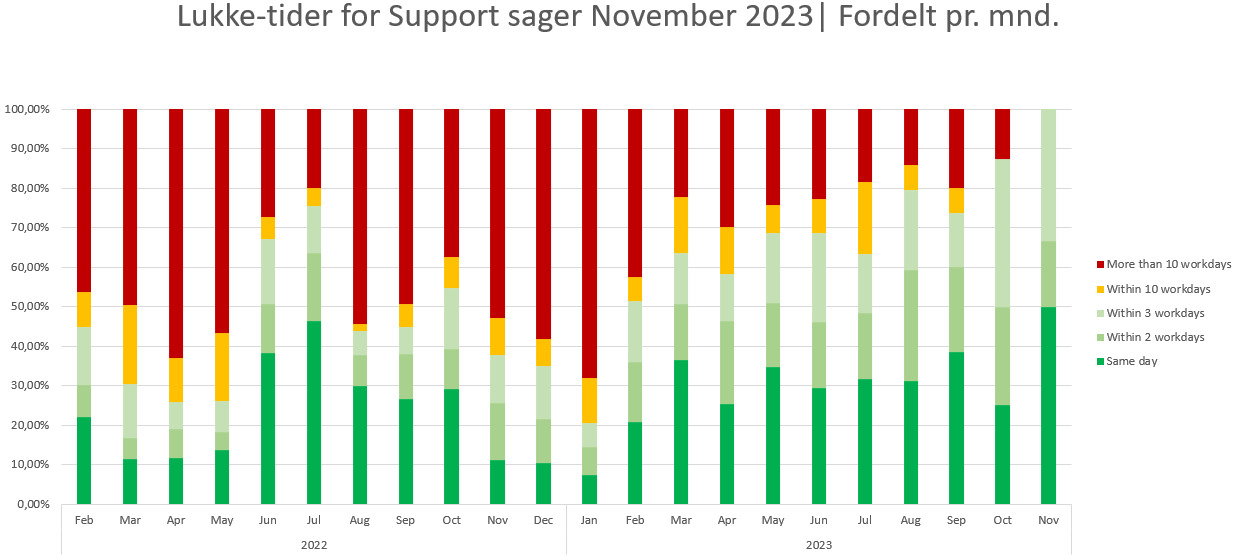 Lukke-tider for Support sager November 2023| Fordelt pr. mnd.
100,00%
90,00%
80,00%
70,00%
60,00%
50,00%
40,00%
30,00%
20,00%
10,00%
0,00%
Feb Mar Apr May Jun Jul Aug Sep Oct Nov Dec Jan Feb Mar Apr May Jun Jul Aug Sep Oct Nov
2022 2023
More than 10 workdays
Within 10 workdays
Within 3 workdays
Within 2 workdays
Same day